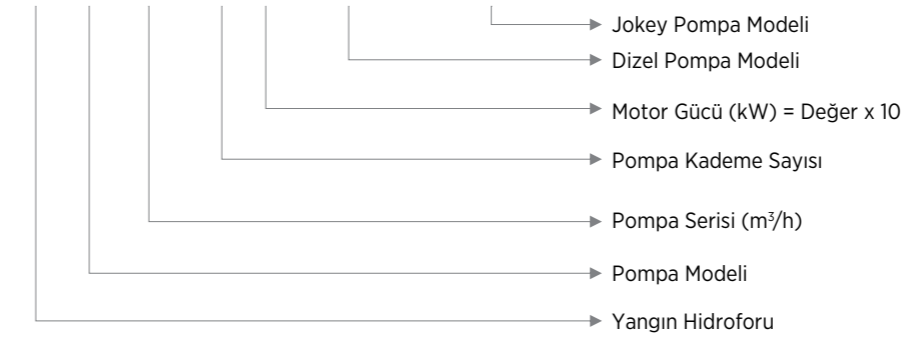 Jokey Pompa Modeli
Dizel Pompa Modeli
Motor Gücü (kW) = Değer x 10
Pompa Kademe Sayısı
Pompa Serisi (m³/h)
Pompa Modeli
Yangın Hidroforu